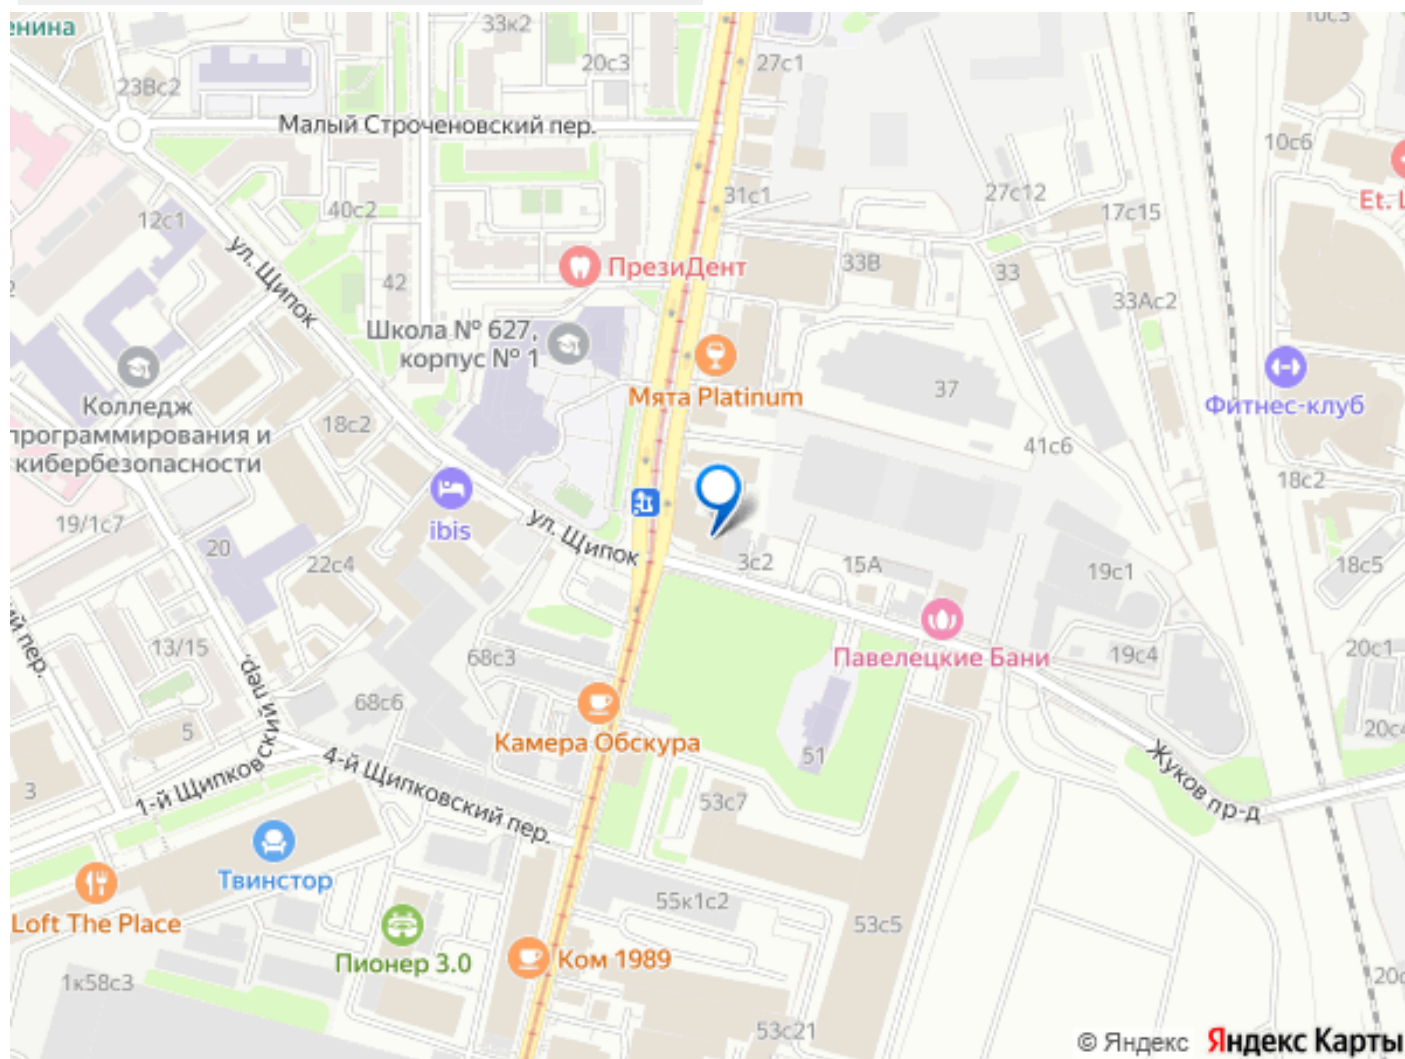 33к2
20с3
27с1
23Вс2
Малый Строченовский пер.
10с6
Et. L
31с1
27с12
17с15
40с2
12с1
ул. Щипок
ПрезиДент
33В
33
42
33Ас2
Школа № 627,
корпус № 1
Мята Platinum
37
Фитнес-клуб
Колледж
программирования и
кибербезопасности
18с2
41с6
18с2
ibis
19/1с7
20
22с4
ул. Щипок
3с2
15А
19с1
18с5
13/15
68с3
Павелецкие Бани
19с4
20с1
68с6
5
Камера Обскура
51
20с4
1-й Щипковский пер.
4-й Щипковский пер.
Жуков пр-д
3
53с7
Твинстор
55к1с2
53с5
Loft The Place
Пионер 3.0
Ком 1989
1к58с3
53с21
© Яндекс Яндекс Карты